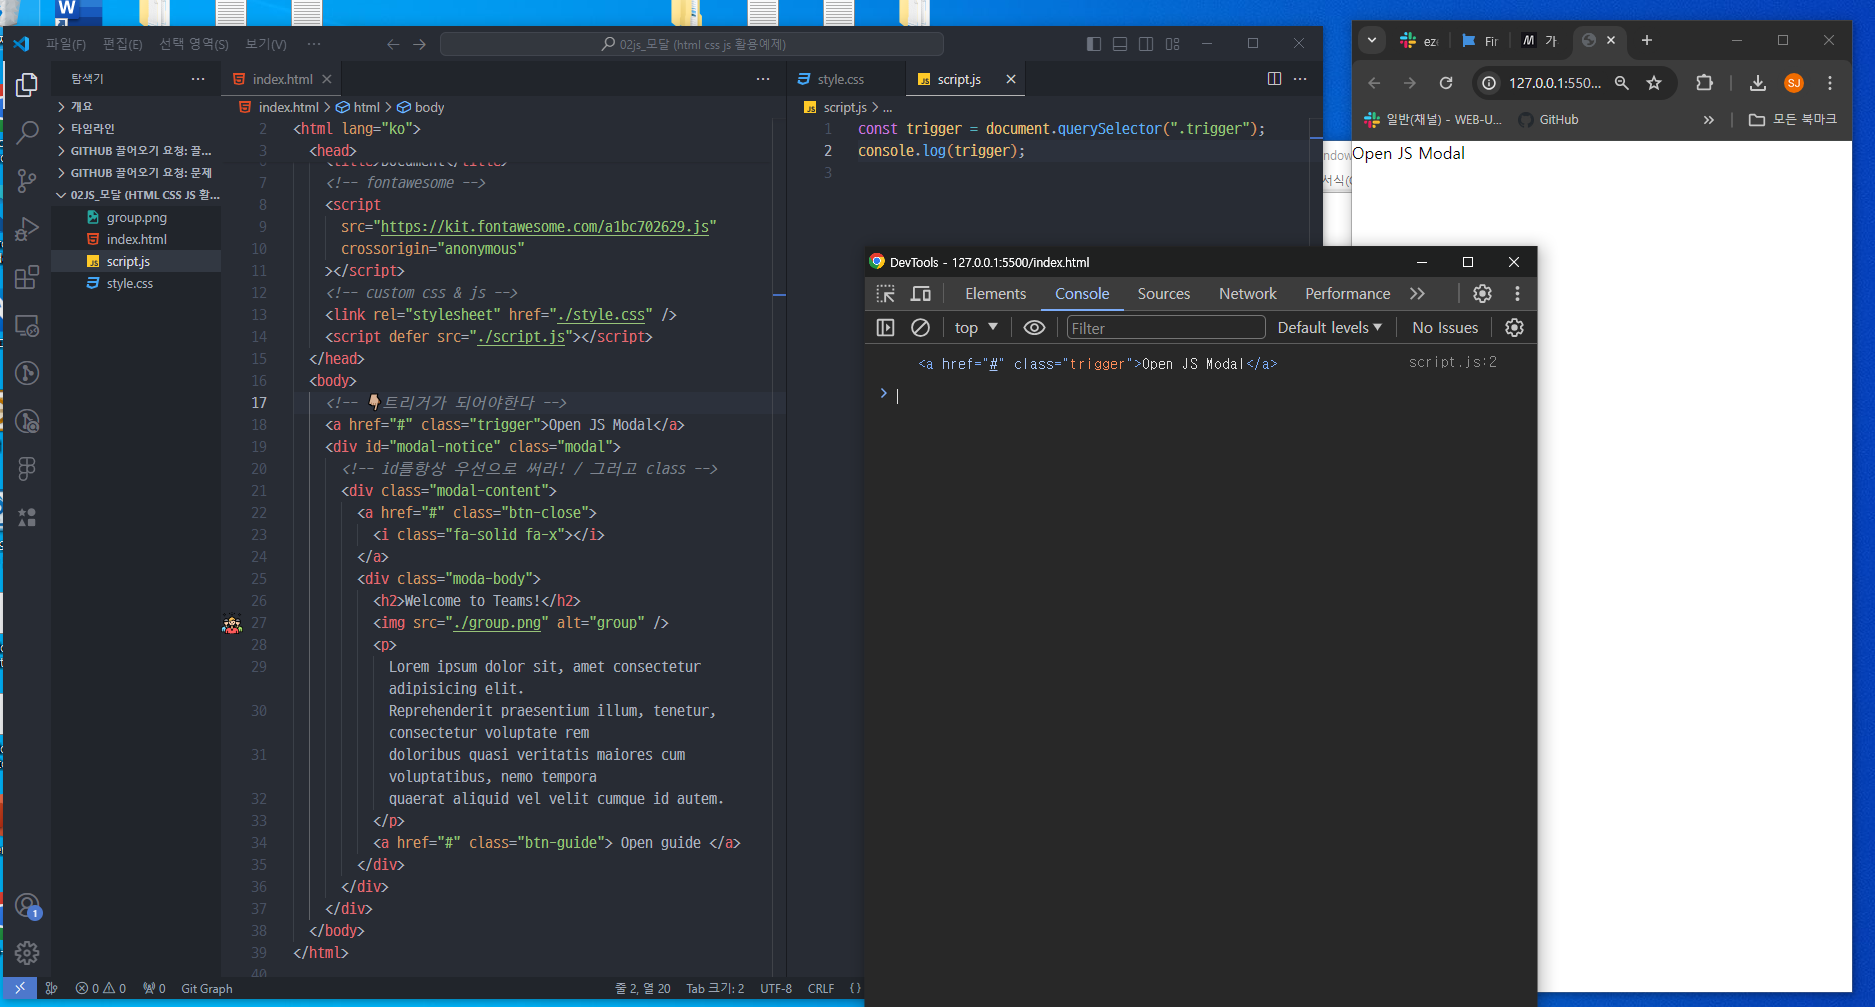 W
파일(F) 편집(E) 선택 영역(S) 보기(V) ···
02js_모달 (html css js 활용예제)
탐색기 ···
index.html
···
style.css
script.js
개요
타임라인
GITHUB 끌어오기 요청: 끌...
GITHUB 끌어오기 요청: 문제
02JS_모달 (HTML CSS JS 활...
group.png
index.html
script.js
style.css
index.html > html > body
2 <html lang="ko">
3 <head>
<title>Document</title>
7 <!-- fontawesome -->
8 <script
9 src="https://kit.fontawesome.com/a1bc702629.js"
10 crossorigin="anonymous"
11 ></script>
12 <!-- custom css & js -->
13 <link rel="stylesheet" href="./style.css" />
14 <script defer src="./script.js"></script>
15 </head>
16 <body>
17 <!-- 👇🏽트리거가 되어야한다 -->
18 <a href="#" class="trigger">Open JS Modal</a>
19 <div id="modal-notice" class="modal">
20 <!-- id를항상 우선으로 써라! / 그러고 class -->
21 <div class="modal-content">
22 <a href="#" class="btn-close">
23 <i class="fa-solid fa-x"></i>
24 </a>
25 <div class="moda-body">
26 <h2>Welcome to Teams!</h2>
27 <img src="./group.png" alt="group" />
28 <p>
29 Lorem ipsum dolor sit, amet consectetur
adipisicing elit.
30 Reprehenderit praesentium illum, tenetur,
consectetur voluptate rem
31 doloribus quasi veritatis maiores cum
voluptatibus, nemo tempora
32 quaerat aliquid vel velit cumque id autem.
33 </p>
34 <a href="#" class="btn-guide"> Open guide </a>
35 </div>
36 </div>
37 </div>
38 </body>
39 </html>
40
script.js > ...
1 const trigger = document.querySelector(".trigger");
2 console.log(trigger);
3
1
0 0 0 Git Graph 줄 2, 열 20 Tab 크기: 2 UTF-8 CRLF {}
DevTools - 127.0.0.1:5500/index.html
Elements Console Sources Network Performance
top Filter Default levels No Issues
<a href="#" class="trigger">Open JS Modal</a> script.js:2
ez
Fir
가
127.0.0.1:550...
SJ
일반(채널) - WEB-U... GitHub » 모든 북마크
Open JS Modal
ndow
서식(